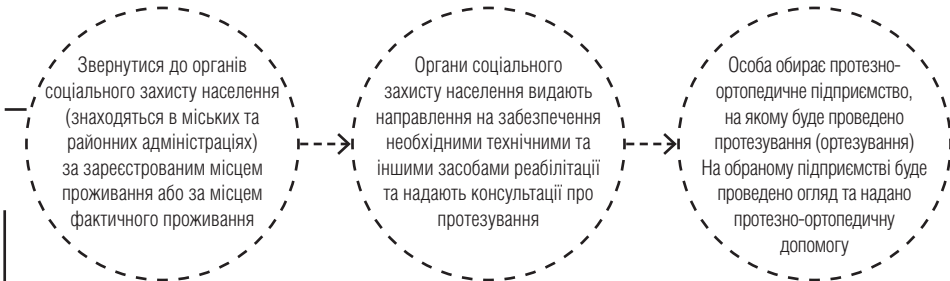 Звернутися до органів
соціального захисту населення
(знаходяться в міських та
районних адміністраціях)
за зареєстрованим місцем
проживання або за місцем
фактичного проживання
Органи соціального
захисту населення видають
направлення на забезпечення
необхідними технічними та
іншими засобами реабілітації
та надають консультації про
протезування
Особа обирає протезно-
ортопедичне підприємство,
на якому буде проведено
протезування (ортезування)
На обраному підприємстві буде
проведено огляд та надано
протезно-ортопедичну
допомогу